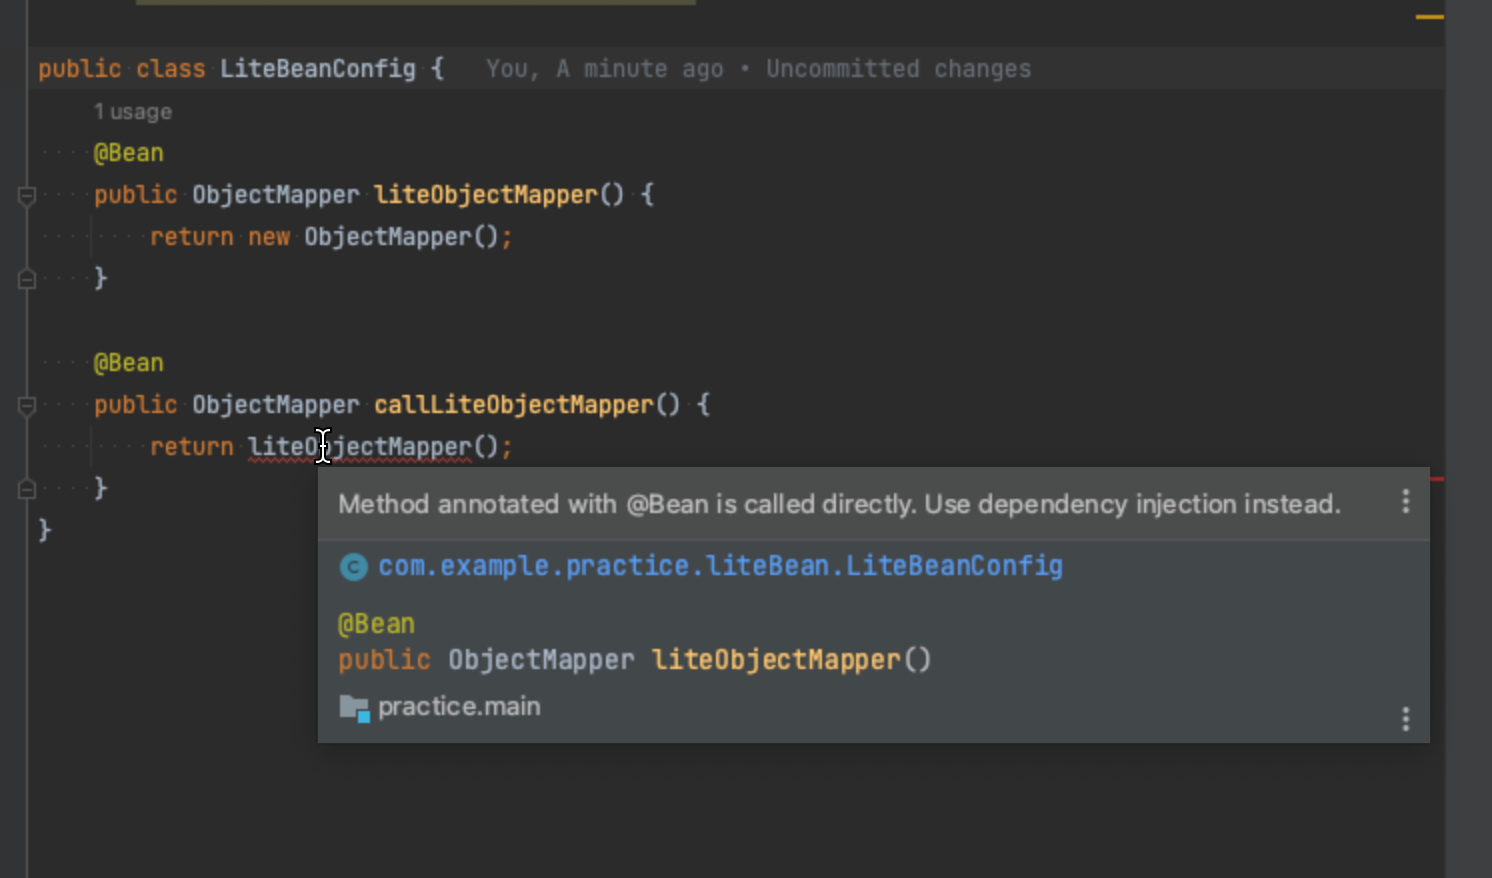 public class LiteBeanConfig {   You, A minute ago • Uncommitted changes
1 usage
@Bean
public ObjectMapper liteObjectMapper() {
return new ObjectMapper();
}
@Bean
public ObjectMapper callLiteObjectMapper() {
return liteObjectMapper();
}
}
Method annotated with @Bean is called directly. Use dependency injection instead.
C com.example.practice.liteBean.LiteBeanConfig
@Bean
public ObjectMapper liteObjectMapper()
practice.main